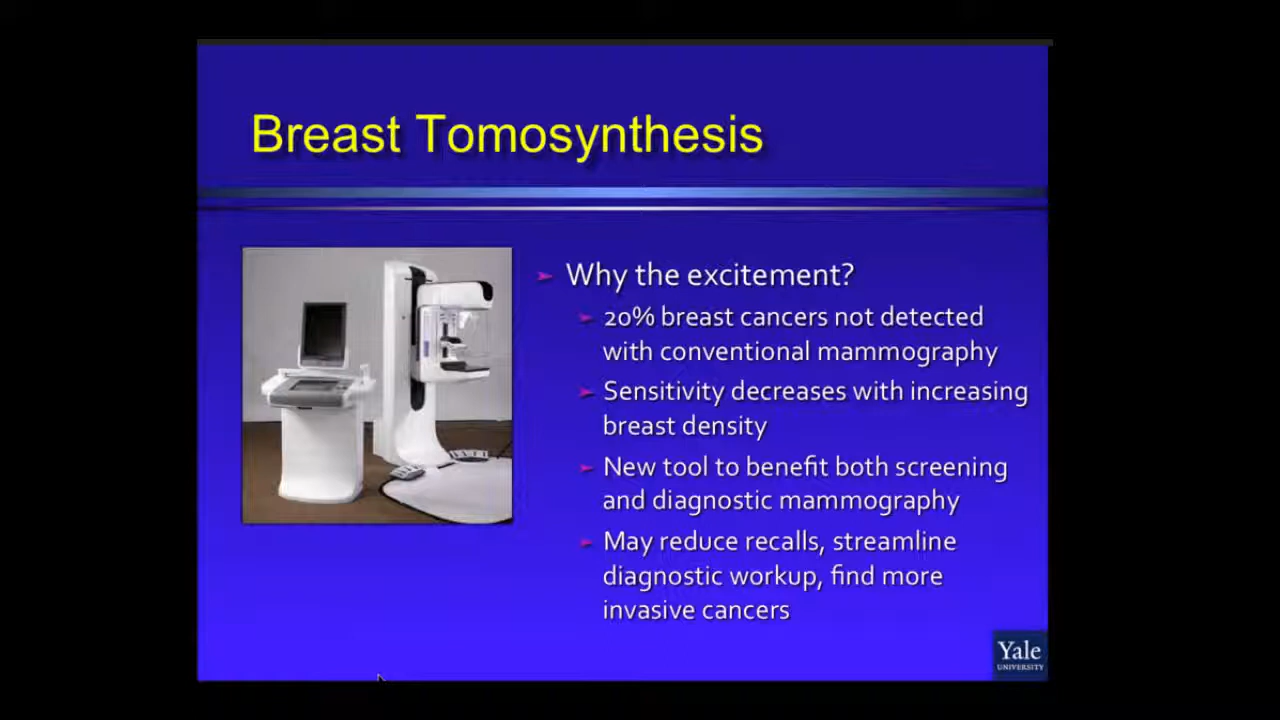 Breast Tomosynthesis
Why the excitement?
20% breast cancers not detected
with conventional mammography
Sensitivity decreases with increasing
breast density
New tool to benefit both screening
and diagnostic mammography
May reduce recalls, streamline
diagnostic workup, find more
invasive cancers
Yale
UNIVERSITY